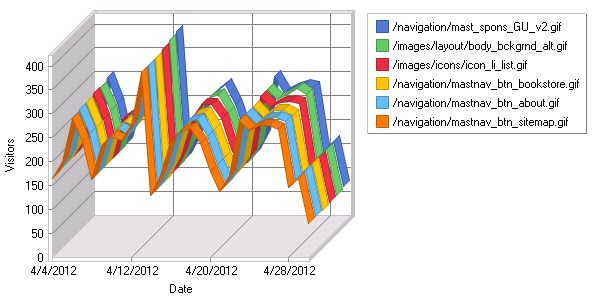 /navigation/mast_spons_GU_v2.gif
/images/layout/body_bckgrnd_alt.gif
/images/icons/icon_li_list.gif
/navigation/mastnav_btn_bookstore.gif
/navigation/mastnav_btn_about.gif
/navigation/mastnav_btn_sitemap.gif
Visitors
400
350
300
250
200
150
100
50
0
4/4/2012 4/12/2012 4/20/2012 4/28/2012
Date